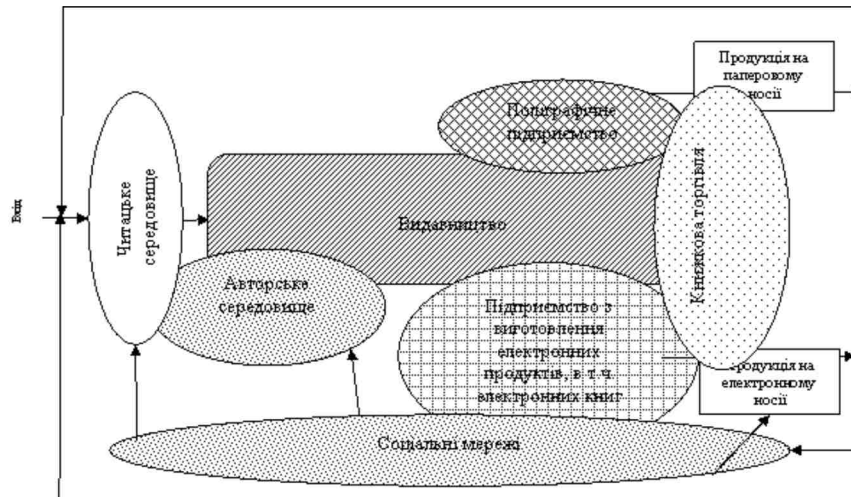 Продукція на
паперовому
носії
Поліграфічне
підприємство
Вхід
Читацьке
середовище
Видавництво
Книжкова торгівля
Авторське
середовище
Підприємство з
виготовлення
електронних
продуктів, в т.ч.
електронних книг
Продукція на
електронному
носії
Соціальні мережі